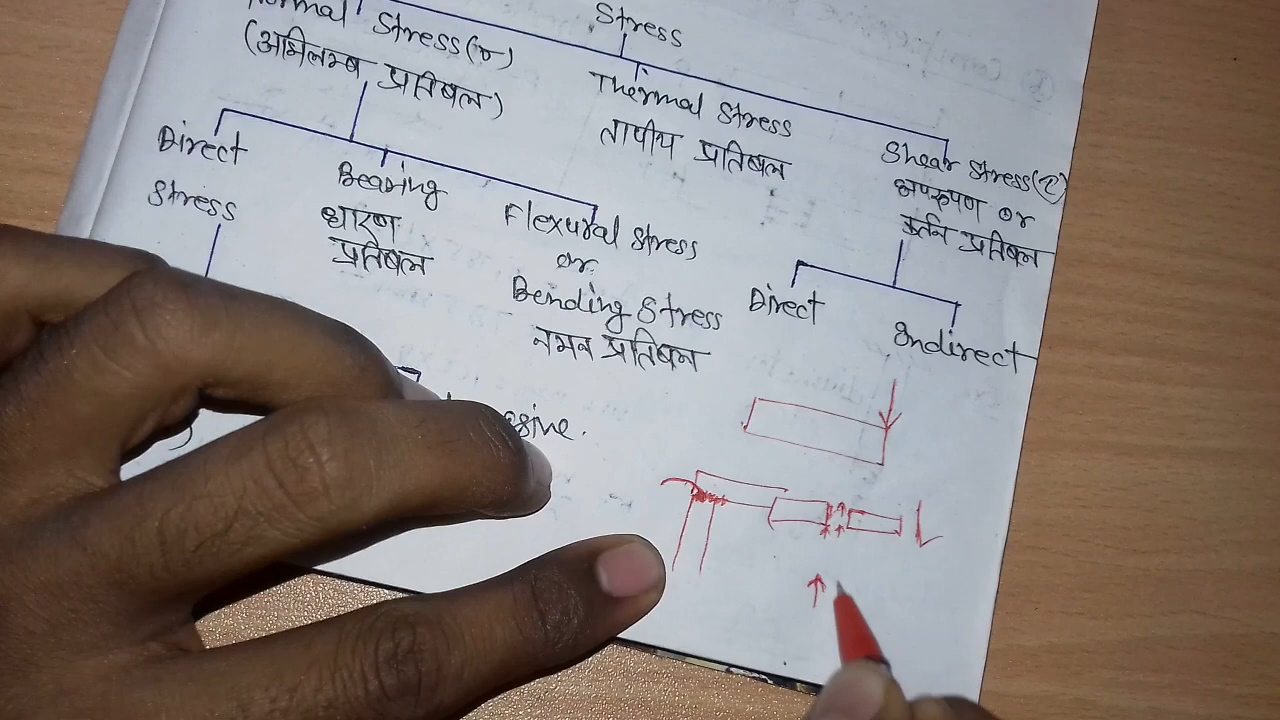 Stress
Normal Stress(σ)
(अभिलम्ब प्रतिबल)
Thermal Stress
तापीय प्रतिबल
Shear Stress(τ)
अपरूपण or
कर्तन प्रतिबल
Direct
Stress
Bearing
धारण
प्रतिबल
Flexural Stress
or
Bending Stress
नमन प्रतिबल
Direct
Indirect